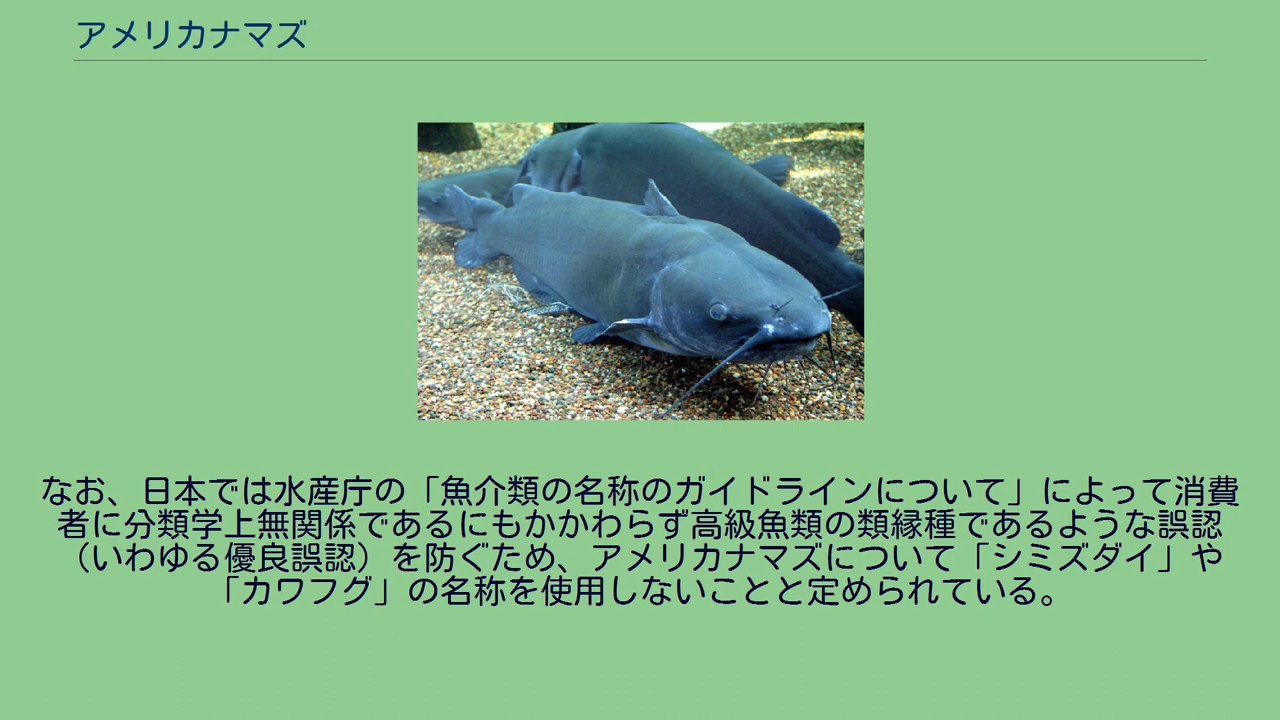 アメリカナマズ
なお、日本では水産庁の「魚介類の名称のガイドラインについて」によって消費
者に分類学上無関係であるにもかかわらず高級魚類の類縁種であるような誤認
（いわゆる優良誤認）を防ぐため、アメリカナマズについて「シミズダイ」や
「カワフグ」の名称を使用しないことと定められている。